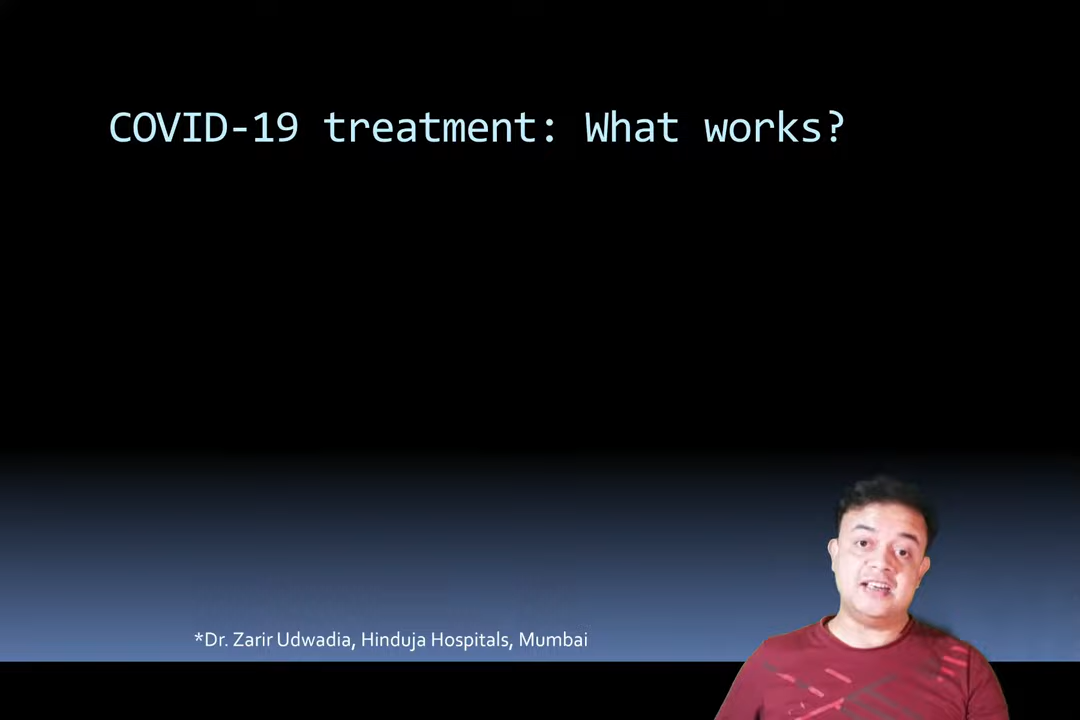 COVID-19 treatment: What works?
*Dr. Zarir Udwadia, Hinduja Hospitals, Mumbai